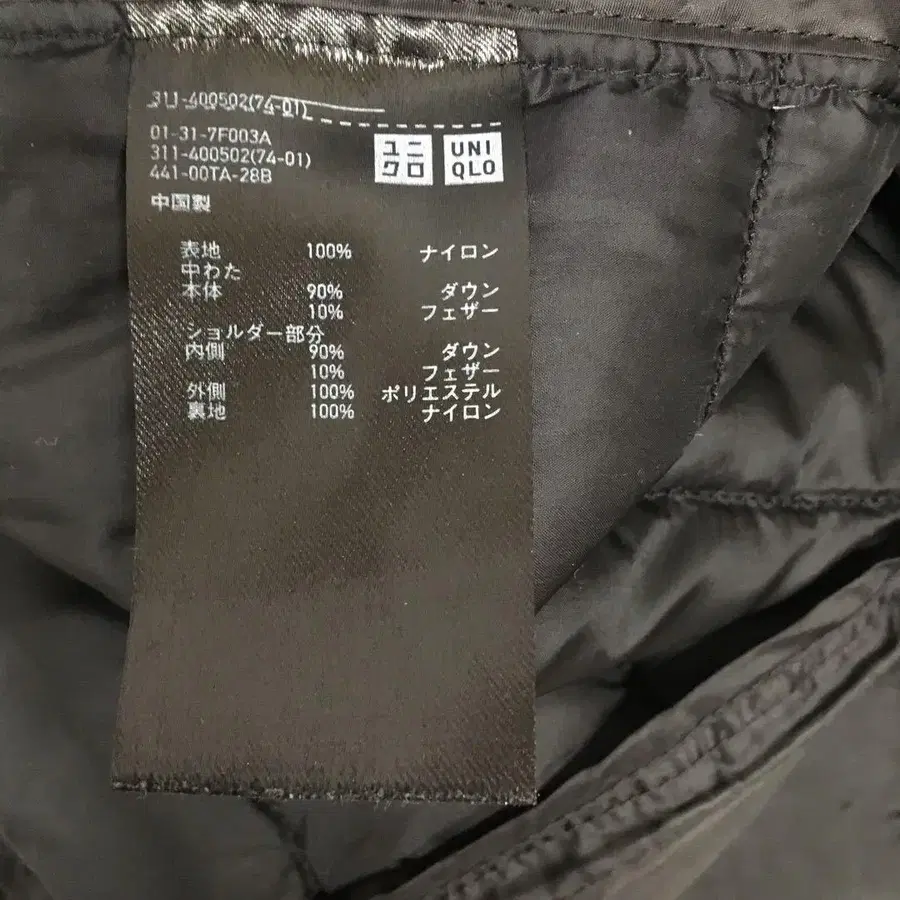 311-400502(74-01)
01-31-7F003A
311-400502(74-01)
441-00TA-28B
ユニクロ
UNIQLO
中国製
表地 100% ナイロン
中わた
本体 90% ダウン
10% フェザー
ショルダー部分
内側 90% ダウン
10% フェザー
外側 100% ポリエステル
裏地 100% ナイロン